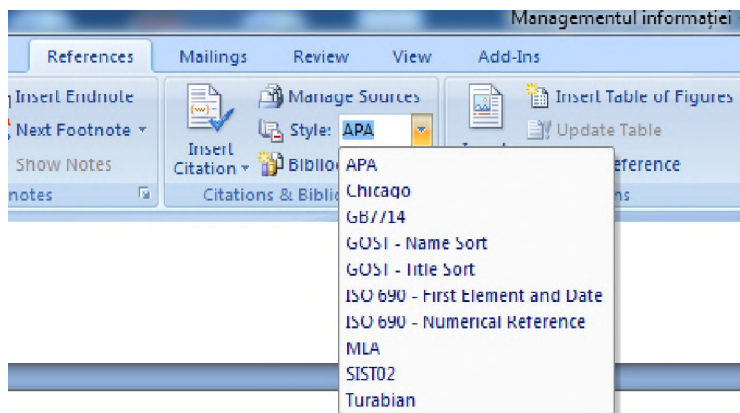 Managementul informației
References Mailings Review View Add-Ins
Insert Endnote Manage Sources Insert Table of Figures
Next Footnote Style: APA Update Table
Insert
Show Notes Citation Biblio eference
notes Citations & Biblio ns
APA
Chicago
GB7714
GOST - Name Sort
GOST - Title Sort
ISO 690 - First Element and Date
ISO 690 - Numerical Reference
MLA
SIST02
Turabian